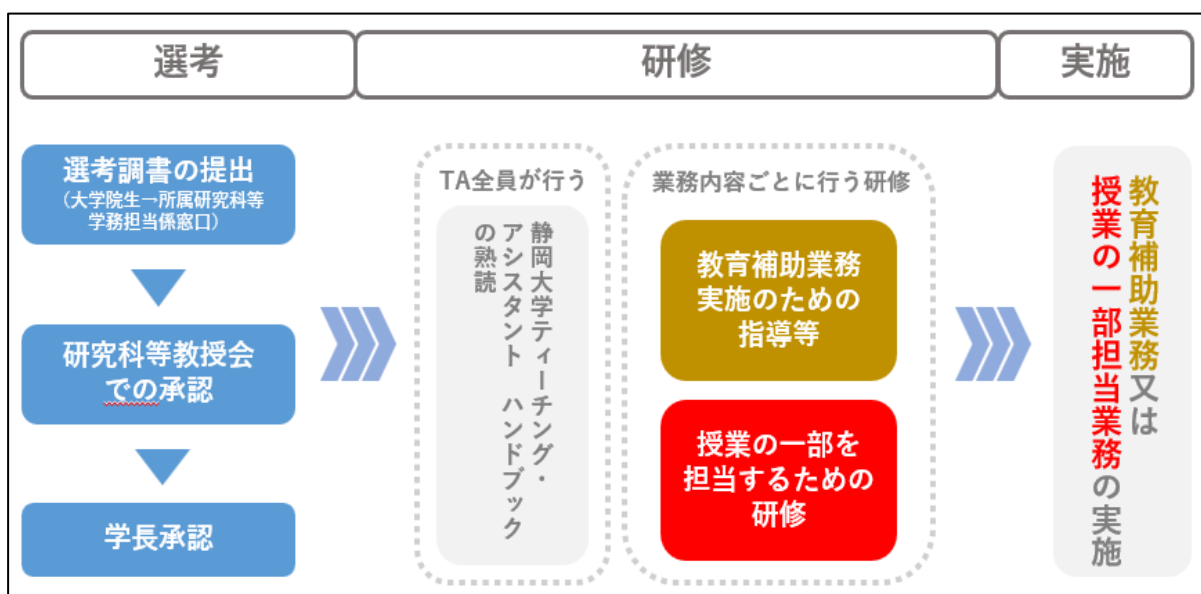 選考
研修
実施
選考調書の提出
（大学院生→所属研究科等
学務担当係窓口）
研究科等教授会
での承認
学長承認
TA全員が行う
静岡大学ティーチング・
アシスタント　ハンドブック
の熟読
業務内容ごとに行う研修
教育補助業務
実施のための
指導等
授業の一部を
担当するための
研修
教育補助業務又は
授業の一部担当業務の実施